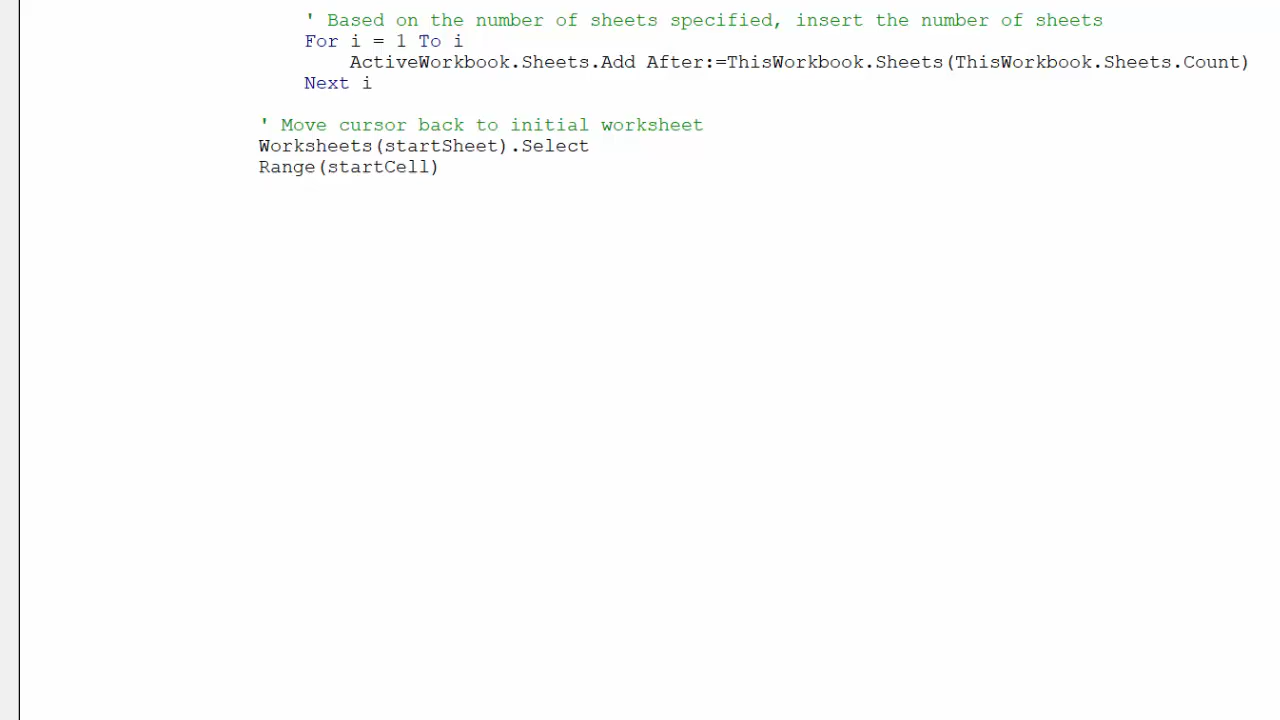 ' Based on the number of sheets specified, insert the number of sheets
For i = 1 To i
ActiveWorkbook.Sheets.Add After:=ThisWorkbook.Sheets(ThisWorkbook.Sheets.Count)
Next i
' Move cursor back to initial worksheet
Worksheets(startSheet).Select
Range(startCell)